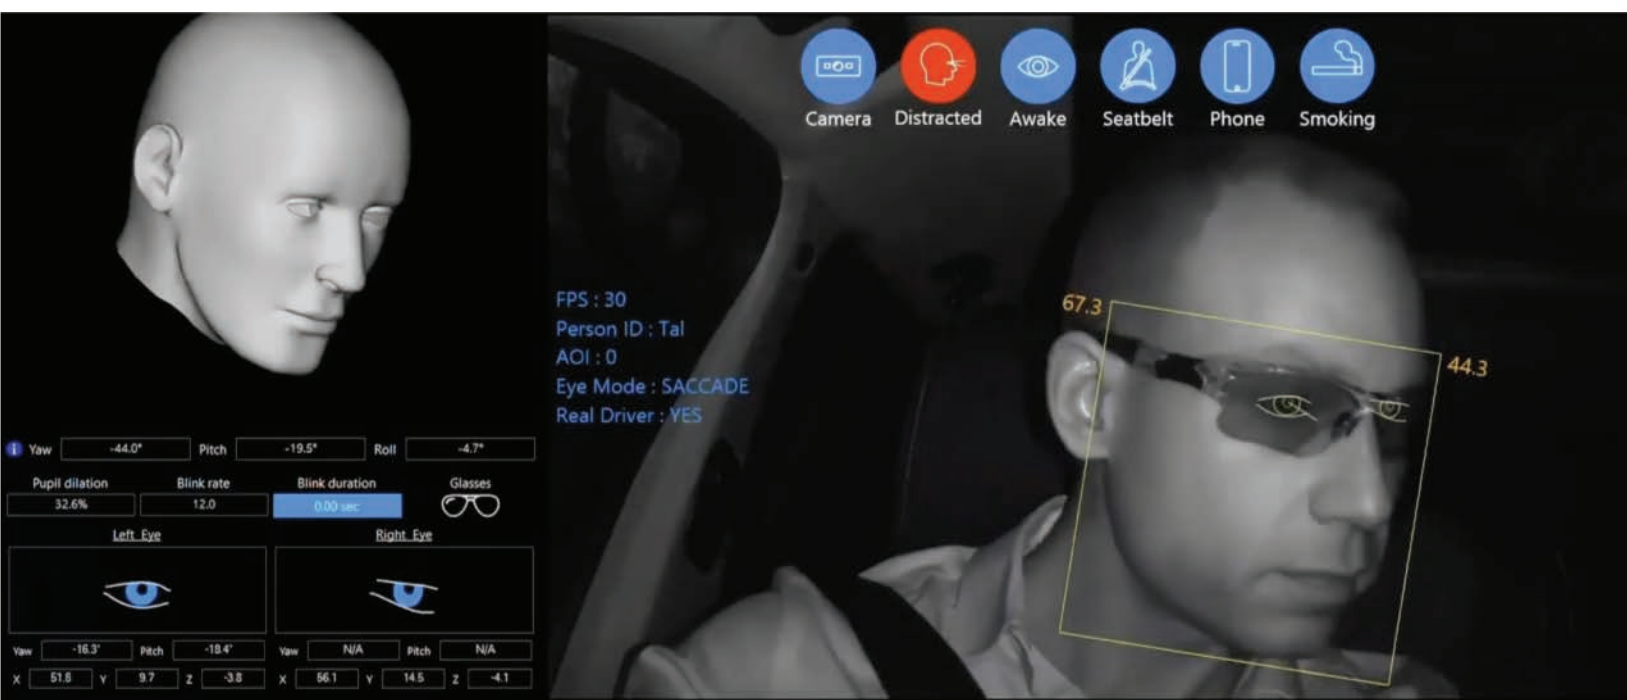 Camera Distracted Awake Seatbelt Phone Smoking
67.3
44.3
FPS : 30
Person ID : Tal
AOI : 0
Eye Mode : SACCADE
Real Driver : YES
i Yaw -44.0° Pitch -19.5° Roll -4.7°
Pupil dilation Blink rate Blink duration Glasses
32.6% 12.0 0.00 sec
Left Eye Right Eye
Yaw -16.3° Pitch -18.4° Yaw N/A Pitch N/A
X 51.8 Y 9.7 Z -3.8 X 56.1 Y 14.5 Z -4.1